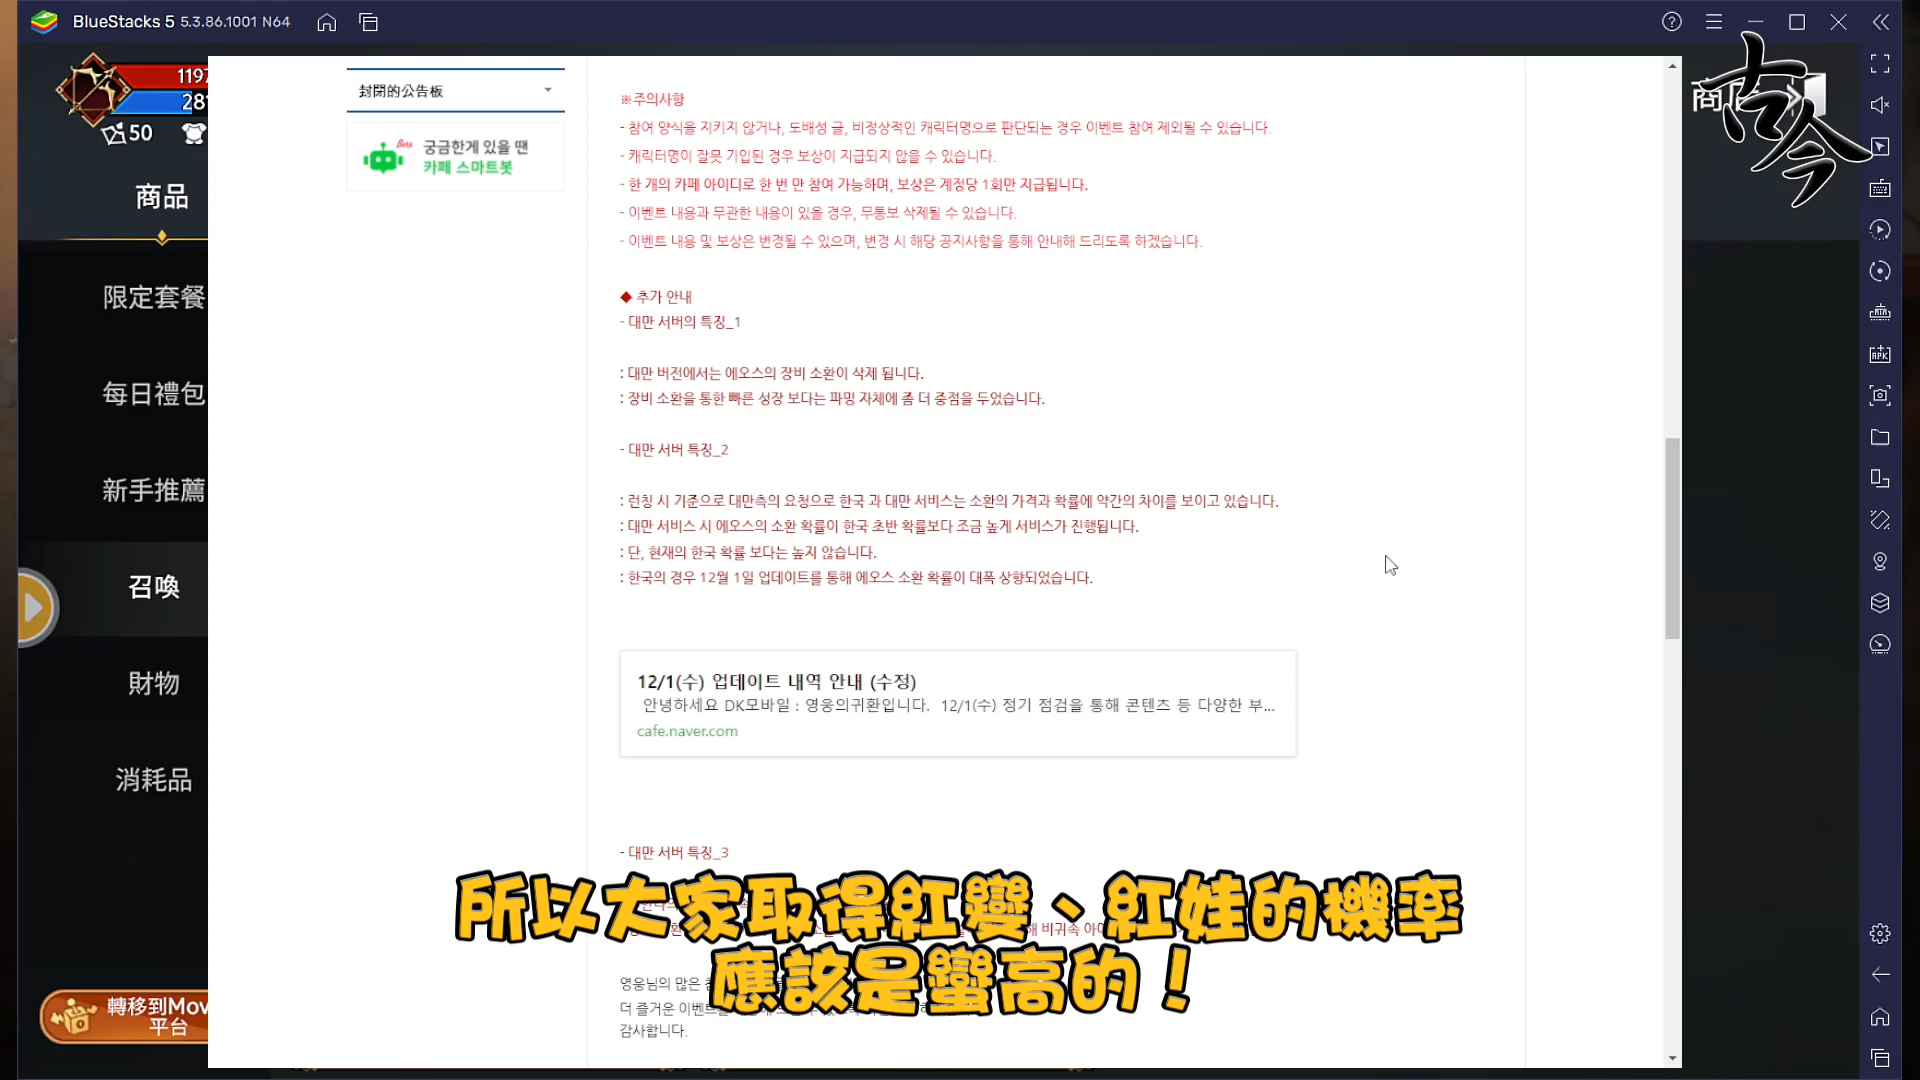 BlueStacks 5 5.3.86.1001 N64
1197
281
50
商品
限定套餐
每日禮包
新手推薦
召喚
財物
消耗品
轉移到Mov
平台
商店
古今
封閉的公告板
Beta
궁금한게 있을 땐
카페 스마트봇
※주의사항
- 참여 양식을 지키지 않거나, 도배성 글, 비정상적인 캐릭터명으로 판단되는 경우 이벤트 참여 제외될 수 있습니다.
- 캐릭터명이 잘못 기입된 경우 보상이 지급되지 않을 수 있습니다.
- 한 개의 카페 아이디로 한 번 만 참여 가능하며, 보상은 계정당 1회만 지급됩니다.
- 이벤트 내용과 무관한 내용이 있을 경우, 무통보 삭제될 수 있습니다.
- 이벤트 내용 및 보상은 변경될 수 있으며, 변경 시 해당 공지사항을 통해 안내해 드리도록 하겠습니다.
◆ 추가 안내
- 대만 서버의 특징_1
: 대만 버전에서는 에오스의 장비 소환이 삭제 됩니다.
: 장비 소환을 통한 빠른 성장 보다는 파밍 자체에 좀 더 중점을 두었습니다.
- 대만 서버 특징_2
: 런칭 시 기준으로 대만측의 요청으로 한국 과 대만 서비스는 소환의 가격과 확률에 약간의 차이를 보이고 있습니다.
: 대만 서비스 시 에오스의 소환 확률이 한국 초반 확률보다 조금 높게 서비스가 진행됩니다.
: 단, 현재의 한국 확률 보다는 높지 않습니다.
: 한국의 경우 12월 1일 업데이트를 통해 에오스 소환 확률이 대폭 상향되었습니다.
12/1(수) 업데이트 내역 안내 (수정)
안녕하세요 DK모바일 : 영웅의귀환입니다. 12/1(수) 정기 점검을 통해 콘텐츠 등 다양한 부...
cafe.naver.com
- 대만 서버 특징_3
所以大家取得紅變、紅娃的機率
해 비귀속 아이
應該是蠻高的！
영웅님의 많은
더 즐거운 이벤트
감사합니다.